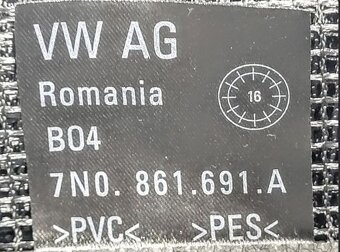 VW AG
Romania
16
B04
7N0. 861.691.A
>PVC< >PES<